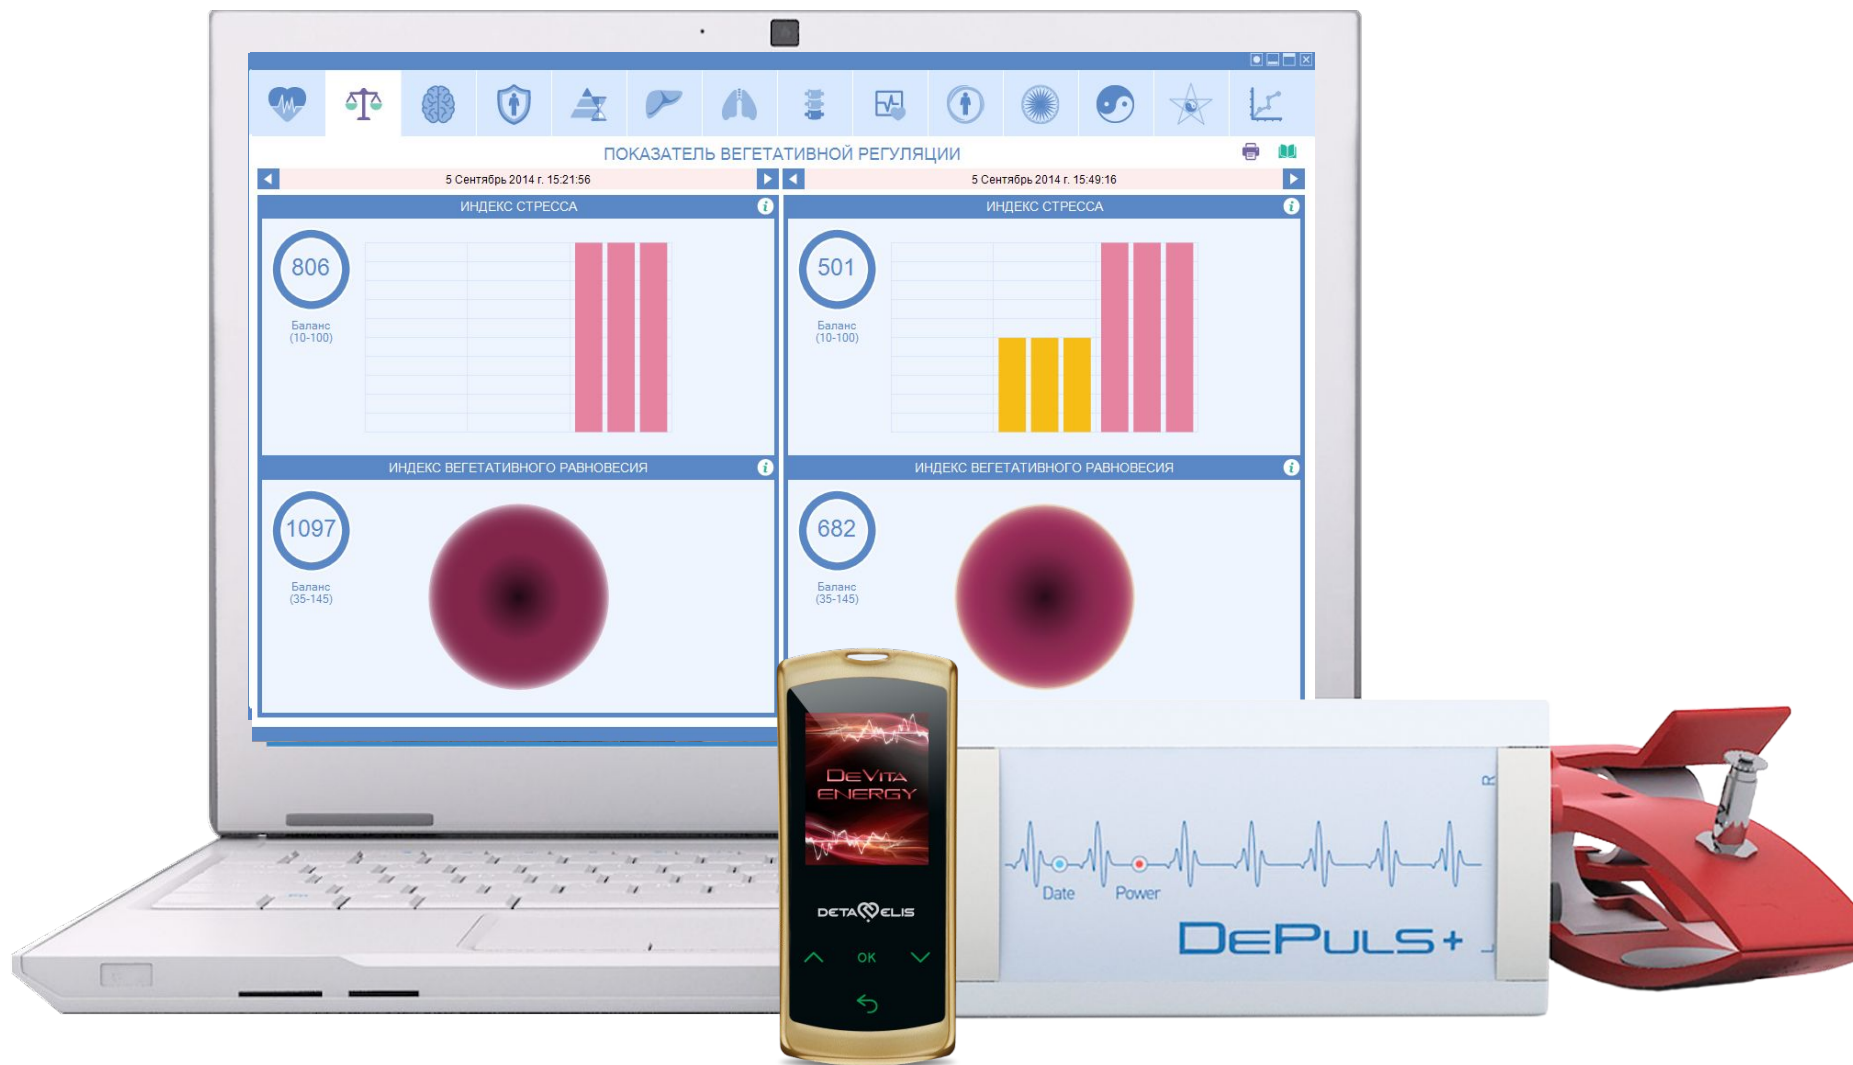 ПОКАЗАТЕЛЬ ВЕГЕТАТИВНОЙ РЕГУЛЯЦИИ
5 Сентябрь 2014 г. 15:21:56
ИНДЕКС СТРЕССА
806
Баланс
(10-100)
ИНДЕКС ВЕГЕТАТИВНОГО РАВНОВЕСИЯ
1097
Баланс
(35-145)
5 Сентябрь 2014 г. 15:49:16
ИНДЕКС СТРЕССА
501
Баланс
(10-100)
ИНДЕКС ВЕГЕТАТИВНОГО РАВНОВЕСИЯ
682
Баланс
(35-145)
DEVITA
ENERGY
DETA ELIS
OK
R
Date Power
DEPULS+
L